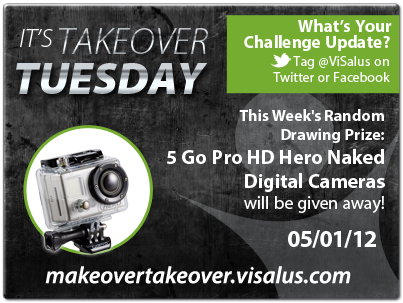 IT'S TAKEOVER
TUESDAY
What's Your
Challenge Update?
Tag @ViSalus on
Twitter or Facebook
This Week's Random
Drawing Prize:
5 Go Pro HD Hero Naked
Digital Cameras
will be given away!
05/01/12
makeovertakeover.visalus.com